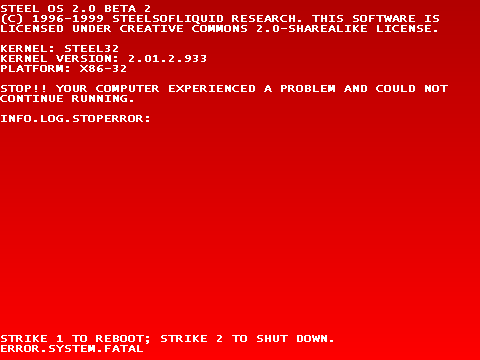 STEEL OS 2.0 BETA 2
(C) 1996-1999 STEELSOFLIQUID RESEARCH. THIS SOFTWARE IS
LICENSED UNDER CREATIVE COMMONS 2.0-SHAREALIKE LICENSE.
KERNEL: STEEL32
KERNEL VERSION: 2.01.2.933
PLATFORM: X86-32
STOP!! YOUR COMPUTER EXPERIENCED A PROBLEM AND COULD NOT
CONTINUE RUNNING.
INFO.LOG.STOPERROR:
STRIKE 1 TO REBOOT; STRIKE 2 TO SHUT DOWN.
ERROR.SYSTEM.FATAL